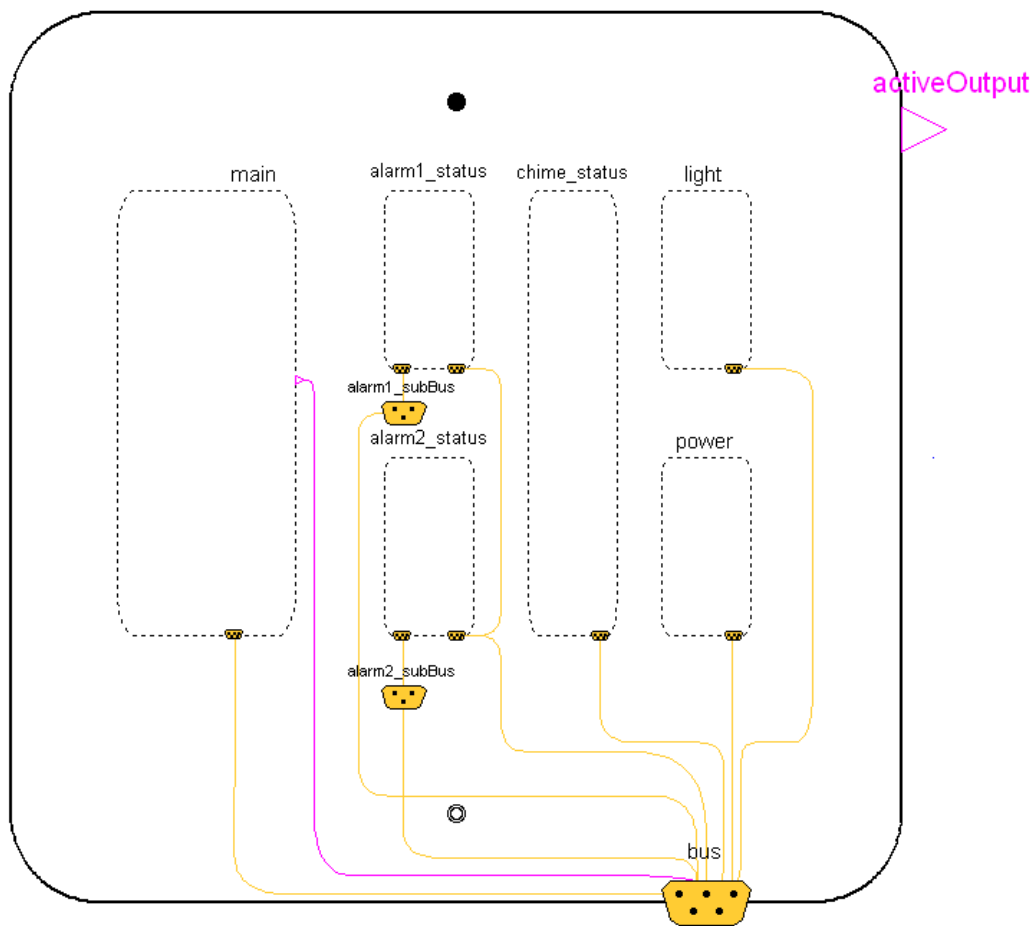 activeOutput
main
alarm1_status
chime_status
light
alarm1_subBus
alarm2_status
power
alarm2_subBus
bus